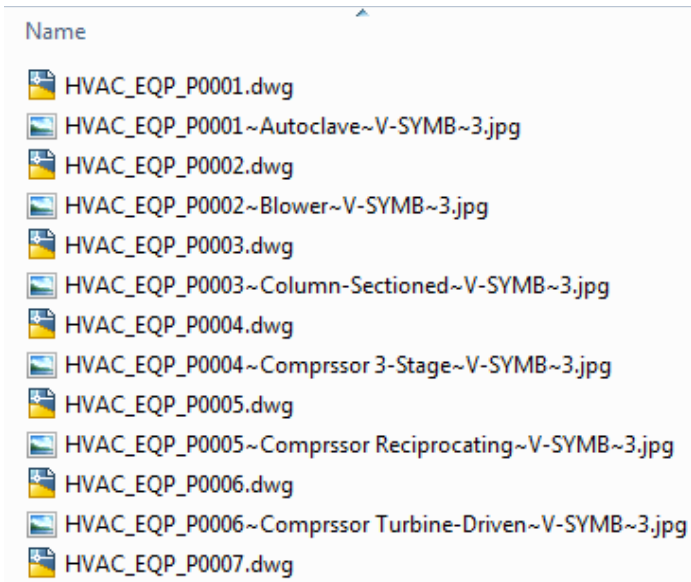 Name
HVAC_EQP_P0001.dwg
HVAC_EQP_P0001~Autoclave~V-SYMB~3.jpg
HVAC_EQP_P0002.dwg
HVAC_EQP_P0002~Blower~V-SYMB~3.jpg
HVAC_EQP_P0003.dwg
HVAC_EQP_P0003~Column-Sectioned~V-SYMB~3.jpg
HVAC_EQP_P0004.dwg
HVAC_EQP_P0004~Comprssor 3-Stage~V-SYMB~3.jpg
HVAC_EQP_P0005.dwg
HVAC_EQP_P0005~Comprssor Reciprocating~V-SYMB~3.jpg
HVAC_EQP_P0006.dwg
HVAC_EQP_P0006~Comprssor Turbine-Driven~V-SYMB~3.jpg
HVAC_EQP_P0007.dwg